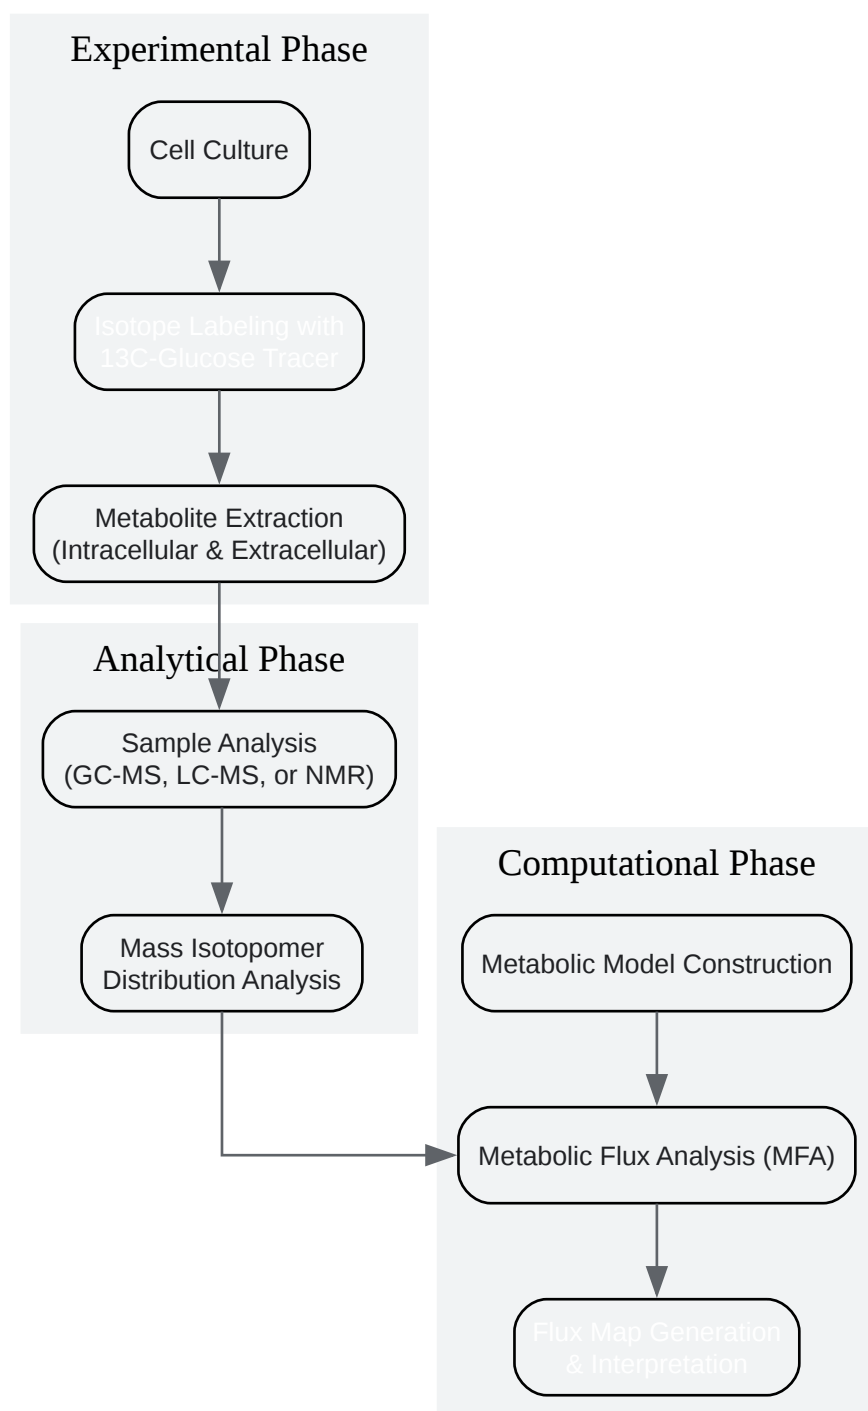 Experimental Phase
Cell Culture
Isotope Labeling with
13C-Glucose Tracer
Metabolite Extraction
(Intracellular & Extracellular)
Analytical Phase
Sample Analysis
(GC-MS, LC-MS, or NMR)
Mass Isotopomer
Distribution Analysis
Computational Phase
Metabolic Model Construction
Metabolic Flux Analysis (MFA)
Flux Map Generation
& Interpretation